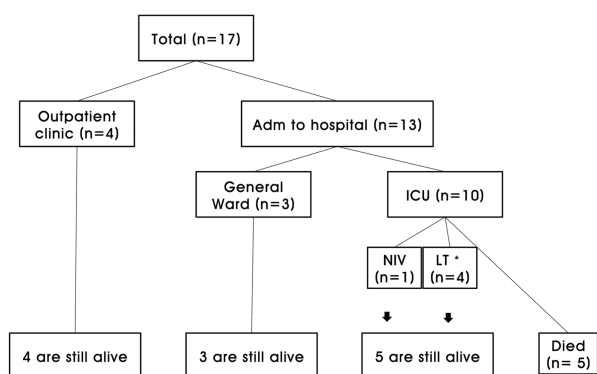 Total (n=17)
Outpatient
clinic (n=4)
Adm to hospital (n=13)
General
Ward (n=3)
ICU (n=10)
NIV
(n=1)
LT *
(n=4)
4 are still alive
3 are still alive
5 are still alive
Died
(n= 5)